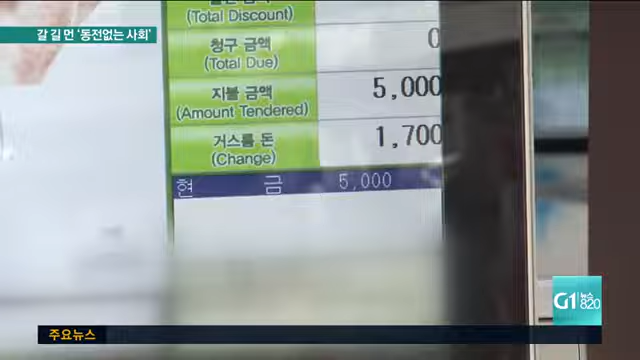 갈 길 먼 '동전없는 사회'
(Total Discount)
청구 금액 0
(Total Due)
지불 금액 5,000
(Amount Tendered)
거스름 돈 1,700
(Change)
현 금 5,000
G1 뉴스 820
주요뉴스